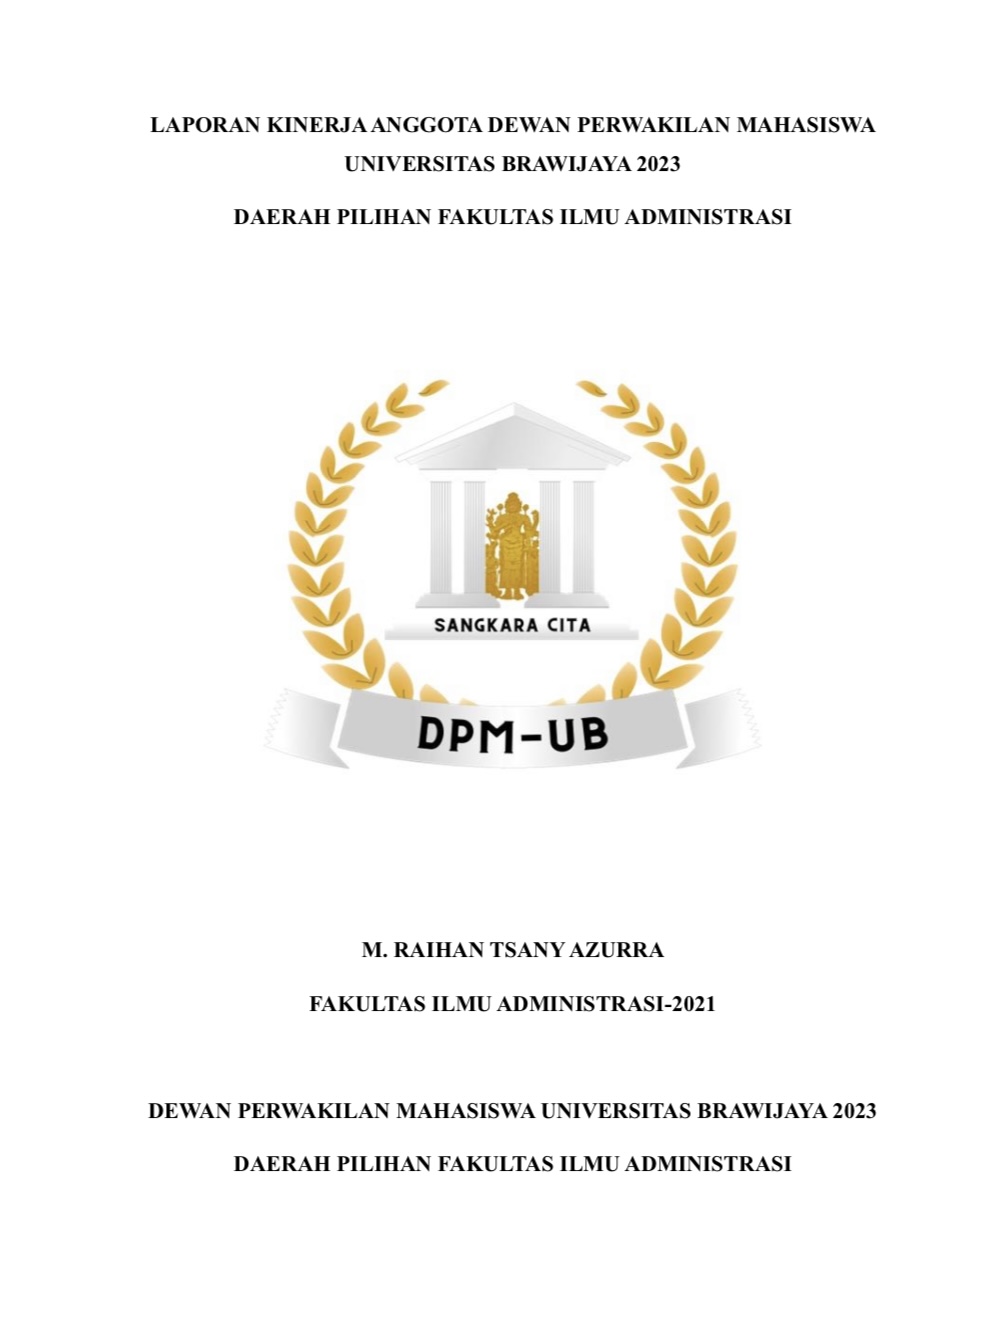 LAPORAN KINERJA ANGGOTA DEWAN PERWAKILAN MAHASISWA
UNIVERSITAS BRAWIJAYA 2023
DAERAH PILIHAN FAKULTAS ILMU ADMINISTRASI
SANGKARA CITA
DPM-UB
M. RAIHAN TSANY AZURRA
FAKULTAS ILMU ADMINISTRASI-2021
DEWAN PERWAKILAN MAHASISWA UNIVERSITAS BRAWIJAYA 2023
DAERAH PILIHAN FAKULTAS ILMU ADMINISTRASI